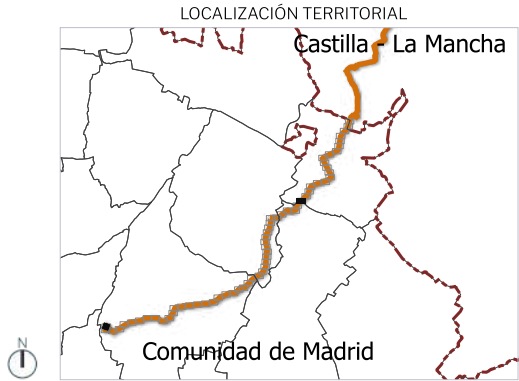 LOCALIZACIÓN TERRITORIAL
Castilla - La Mancha
Comunidad de Madrid
N